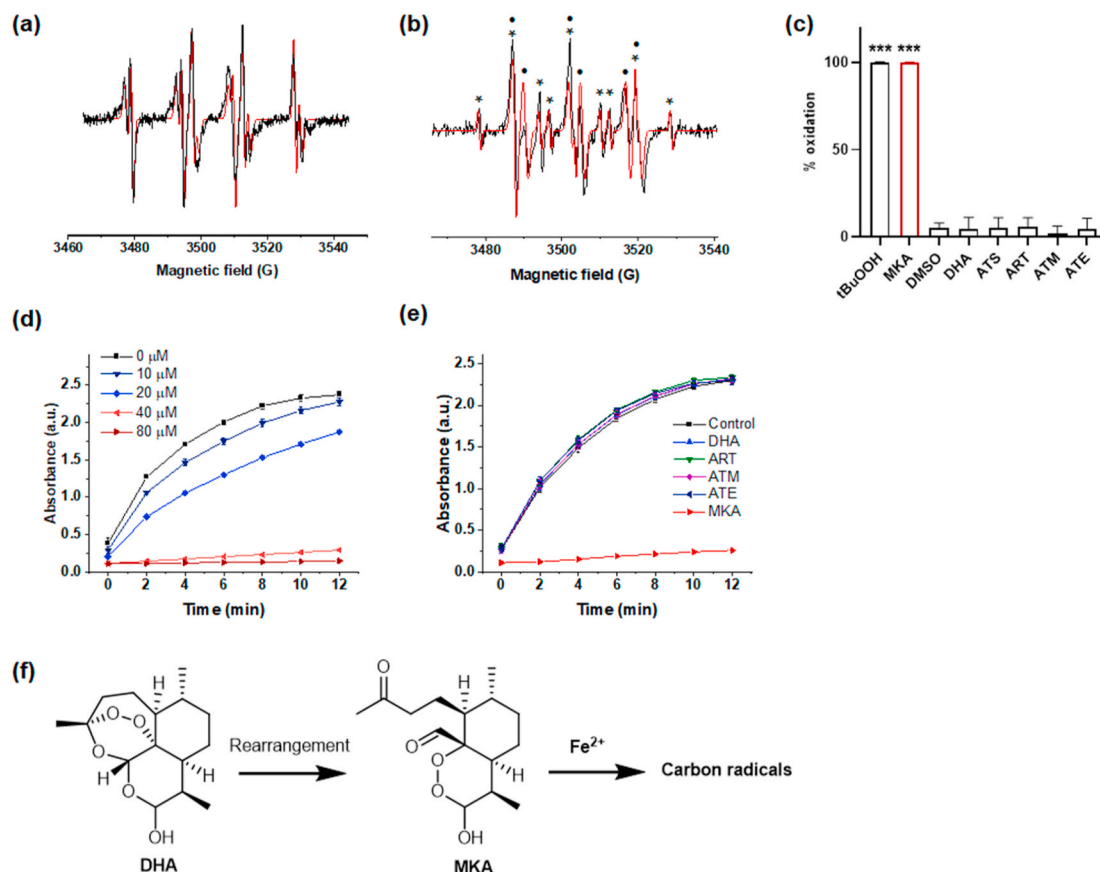 (a)
3460 3480 3500 3520 3540
Magnetic field (G)
(b)
• •
* * • * • • * •
* * * * * *
3480 3500 3520 3540
Magnetic field (G)
(c)
*** ***
100
50
0
% oxidation
tBuOOH MKA DMSO DHA ATS ART ATM ATE
(d)
0 μM
10 μM
20 μM
40 μM
80 μM
2.5
2.0
1.5
1.0
0.5
0.0
Absorbance (a.u.)
0 2 4 6 8 10 12
Time (min)
(e)
2.5
2.0
1.5
1.0
0.5
0.0
Absorbance (a.u.)
Control
DHA
ART
ATM
ATE
MKA
0 2 4 6 8 10 12
Time (min)
(f)
H
O
O
O
O
H
H
OH
DHA
Rearrangement
O
H
O
O
O
H
OH
MKA
Fe²⁺
Carbon radicals